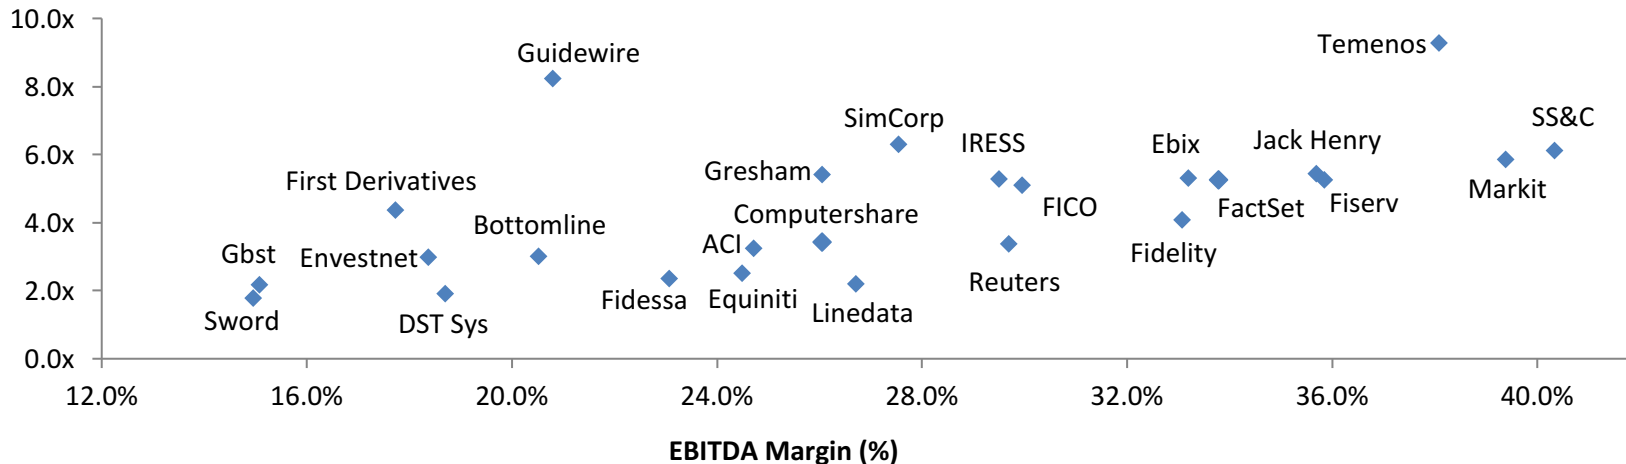 10.0x
Temenos
Guidewire
8.0x
SimCorp
SS&C
IRESS
Ebix
Jack Henry
6.0x
Gresham
First Derivatives
Markit
FICO
FactSet
Fiserv
4.0x
Computershare
Bottomline
ACI
Gbst
Envestnet
Fidelity
Reuters
2.0x
Fidessa
Equiniti
Linedata
Sword
DST Sys
0.0x
12.0%
16.0%
20.0%
24.0%
28.0%
32.0%
36.0%
40.0%
EBITDA Margin (%)